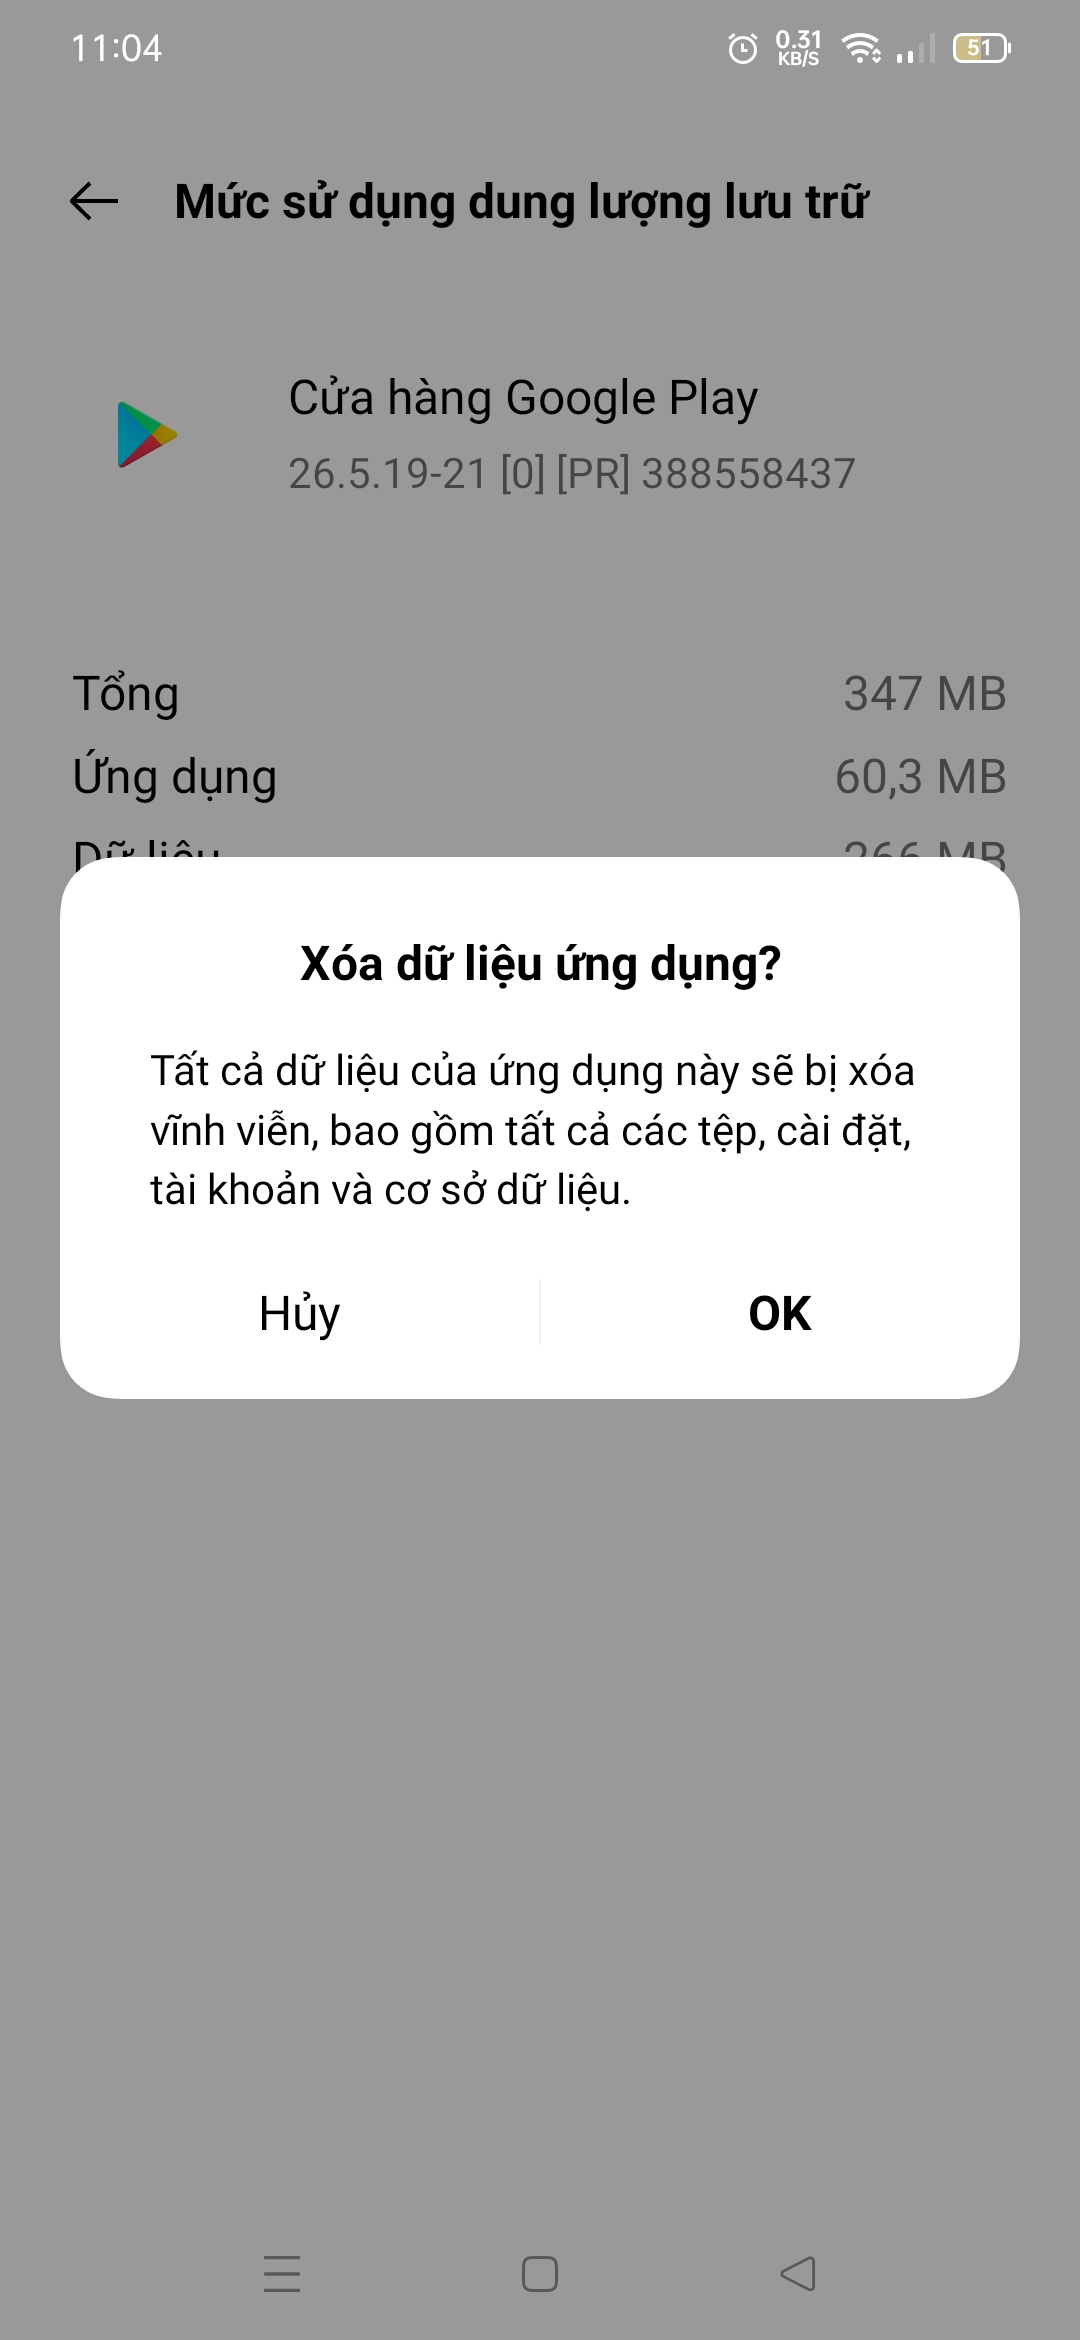 11:04
0.31
KB/S
51
Mức sử dụng dung lượng lưu trữ
Cửa hàng Google Play
26.5.19-21 [0] [PR] 388558437
Tổng 347 MB
Ứng dụng 60,3 MB
Dữ liệu 266 MB
Xóa dữ liệu ứng dụng?
Tất cả dữ liệu của ứng dụng này sẽ bị xóa
vĩnh viễn, bao gồm tất cả các tệp, cài đặt,
tài khoản và cơ sở dữ liệu.
Hủy OK